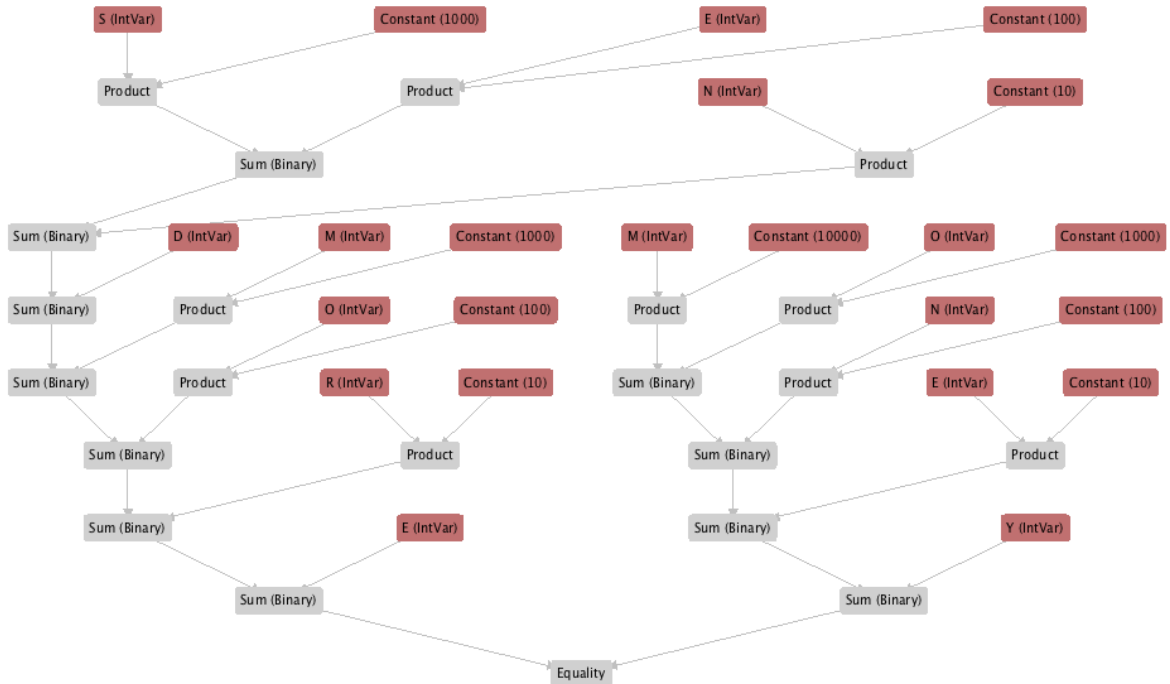 S (IntVar)
Constant (1000)
E (IntVar)
Constant (100)
Product
Product
N (IntVar)
Constant (10)
Sum (Binary)
Product
Sum (Binary)
D (IntVar)
M (IntVar)
Constant (1000)
M (IntVar)
Constant (10000)
O (IntVar)
Constant (1000)
Sum (Binary)
Product
O (IntVar)
Constant (100)
Product
Product
N (IntVar)
Constant (100)
Sum (Binary)
Product
R (IntVar)
Constant (10)
Sum (Binary)
Product
E (IntVar)
Constant (10)
Sum (Binary)
Product
Sum (Binary)
Product
Sum (Binary)
E (IntVar)
Sum (Binary)
Y (IntVar)
Sum (Binary)
Sum (Binary)
Equality